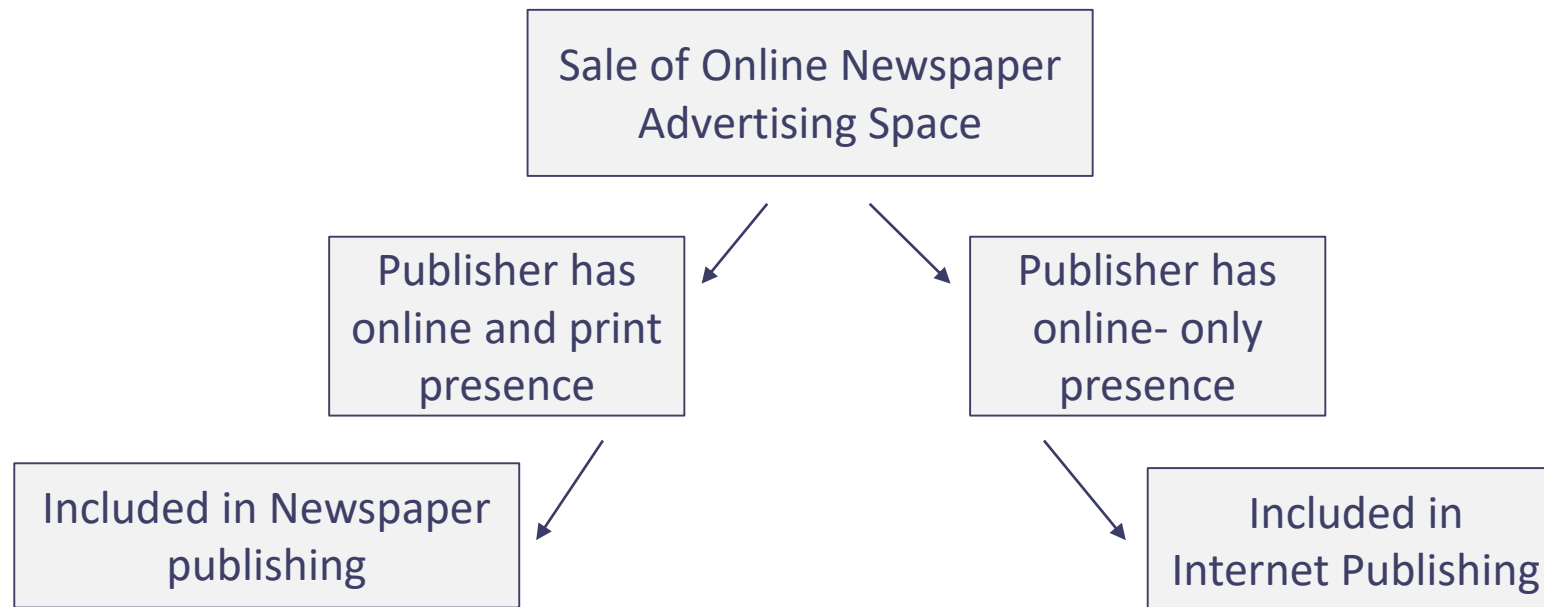 Sale of Online Newspaper
Advertising Space
Publisher has
online and print
presence
Publisher has
online- only
presence
Included in Newspaper
publishing
Included in
Internet Publishing